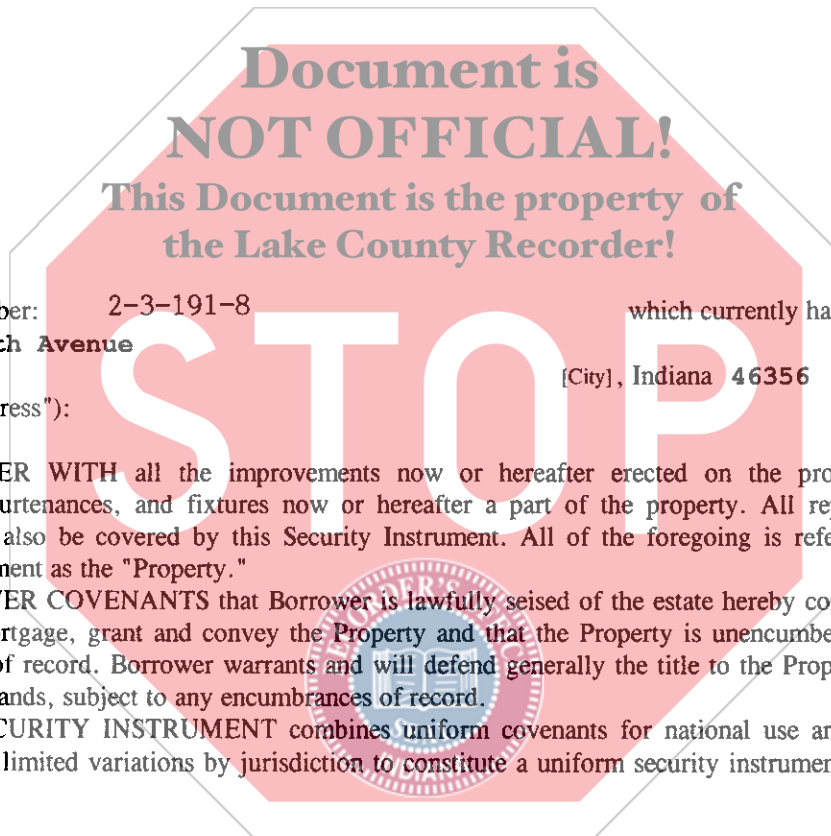 Document is
NOT OFFICIAL!
This Document is the property of
the Lake County Recorder!
ber: 2-3-191-8 which currently ha
ch Avenue
[City], Indiana 46356
ress"):
STOP
ER WITH all the improvements now or hereafter erected on the pro
urtenances, and fixtures now or hereafter a part of the property. All re
also be covered by this Security Instrument. All of the foregoing is refe
ment as the "Property."
ER COVENANTS that Borrower is lawfully seised of the estate hereby co
rtgage, grant and convey the Property and that the Property is unencumbe
of record. Borrower warrants and will defend generally the title to the Prop
ands, subject to any encumbrances of record.
CURITY INSTRUMENT combines uniform covenants for national use an
limited variations by jurisdiction to constitute a uniform security instrumen